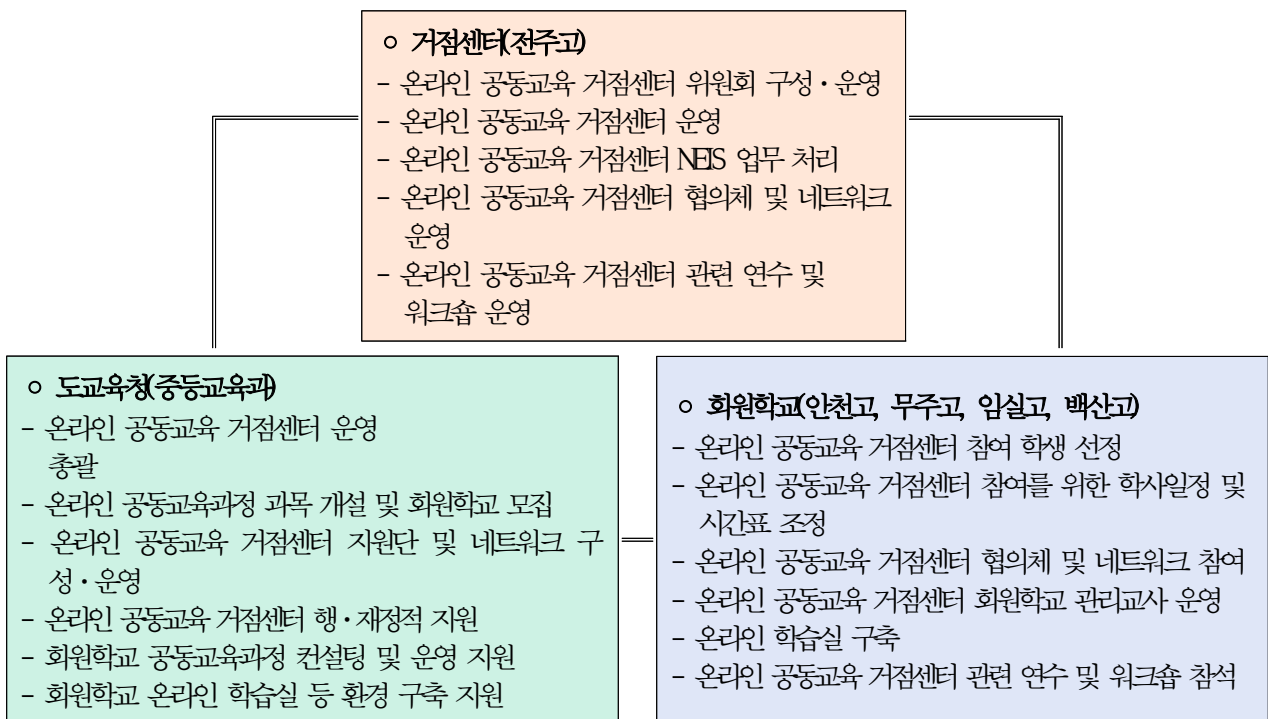 ○ 거점센터(전주고)
- 온라인 공동교육 거점센터 위원회 구성·운영
- 온라인 공동교육 거점센터 운영
- 온라인 공동교육 거점센터 NEIS 업무 처리
- 온라인 공동교육 거점센터 협의체 및 네트워크
운영
- 온라인 공동교육 거점센터 관련 연수 및
워크숍 운영
○ 도교육청(중등교육과)
- 온라인 공동교육 거점센터 운영
총괄
- 온라인 공동교육과정 과목 개설 및 회원학교 모집
- 온라인 공동교육 거점센터 지원단 및 네트워크 구
성·운영
- 온라인 공동교육 거점센터 행·재정적 지원
- 회원학교 공동교육과정 컨설팅 및 운영 지원
- 회원학교 온라인 학습실 등 환경 구축 지원
○ 회원학교(안천고, 무주고, 임실고, 백산고)
- 온라인 공동교육 거점센터 참여 학생 선정
- 온라인 공동교육 거점센터 참여를 위한 학사일정 및
시간표 조정
- 온라인 공동교육 거점센터 협의체 및 네트워크 참여
- 온라인 공동교육 거점센터 회원학교 관리교사 운영
- 온라인 학습실 구축
- 온라인 공동교육 거점센터 관련 연수 및 워크숍 참석